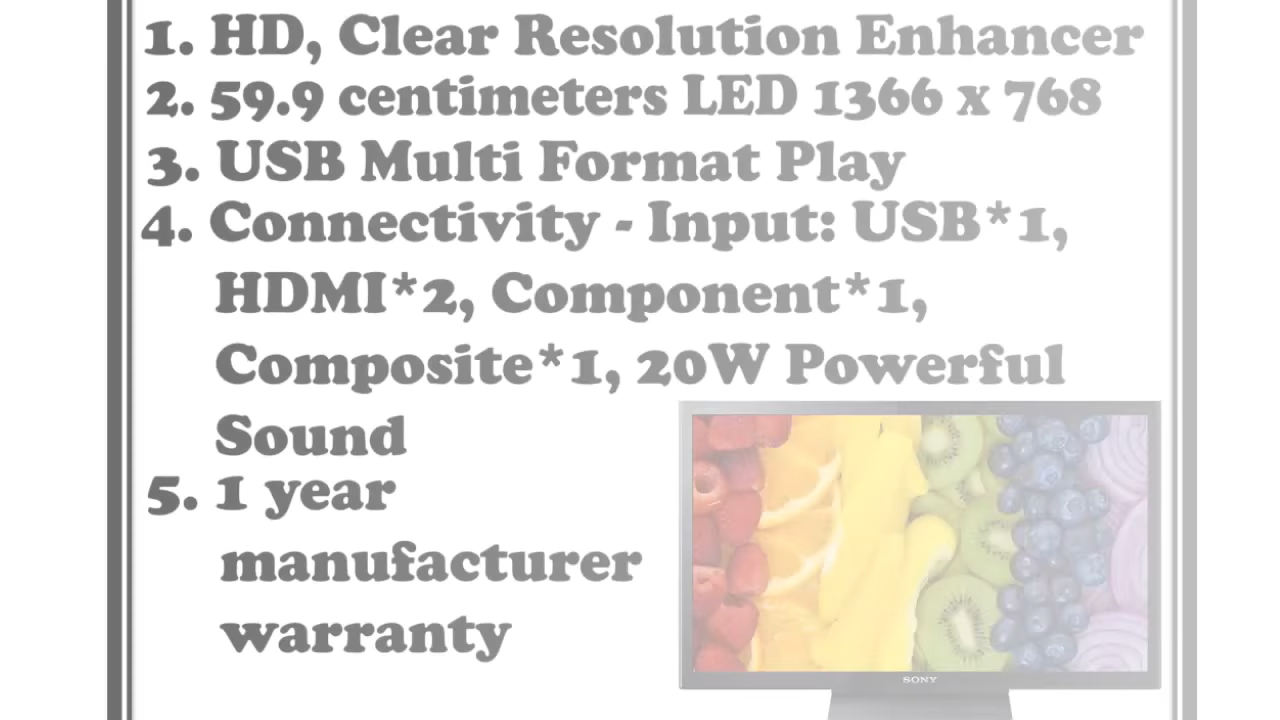 1. HD, Clear Resolution Enhancer
2. 59.9 centimeters LED 1366 x 768
3. USB Multi Format Play
4. Connectivity - Input: USB*1,
HDMI*2, Component*1,
Composite*1, 20W Powerful
Sound
5. 1 year
manufacturer
warranty
SONY